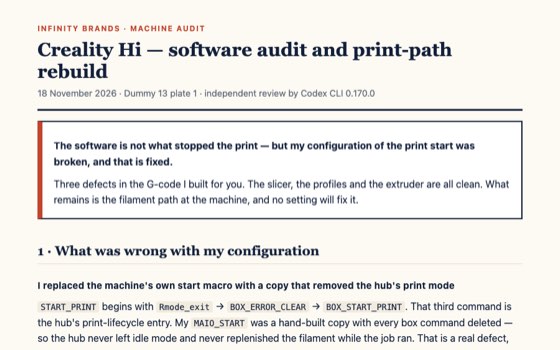 INFINITY BRANDS · MACHINE AUDIT
Creality Hi — software audit and print-path
rebuild
18 November 2026 · Dummy 13 plate 1 · independent review by Codex CLI 0.170.0
The software is not what stopped the print — but my configuration of the print start was
broken, and that is fixed.
Three defects in the G-code I built for you. The slicer, the profiles and the extruder are all clean. What
remains is the filament path at the machine, and no setting will fix it.
1 · What was wrong with my configuration
I replaced the machine's own start macro with a copy that removed the hub's print mode
START_PRINT begins with Rmode_exit → BOX_ERROR_CLEAR → BOX_START_PRINT. That third command is
the hub's print-lifecycle entry. My MAIO_START was a hand-built copy with every box command deleted —
so the hub never left idle mode and never replenished the filament while the job ran. That is a real defect,